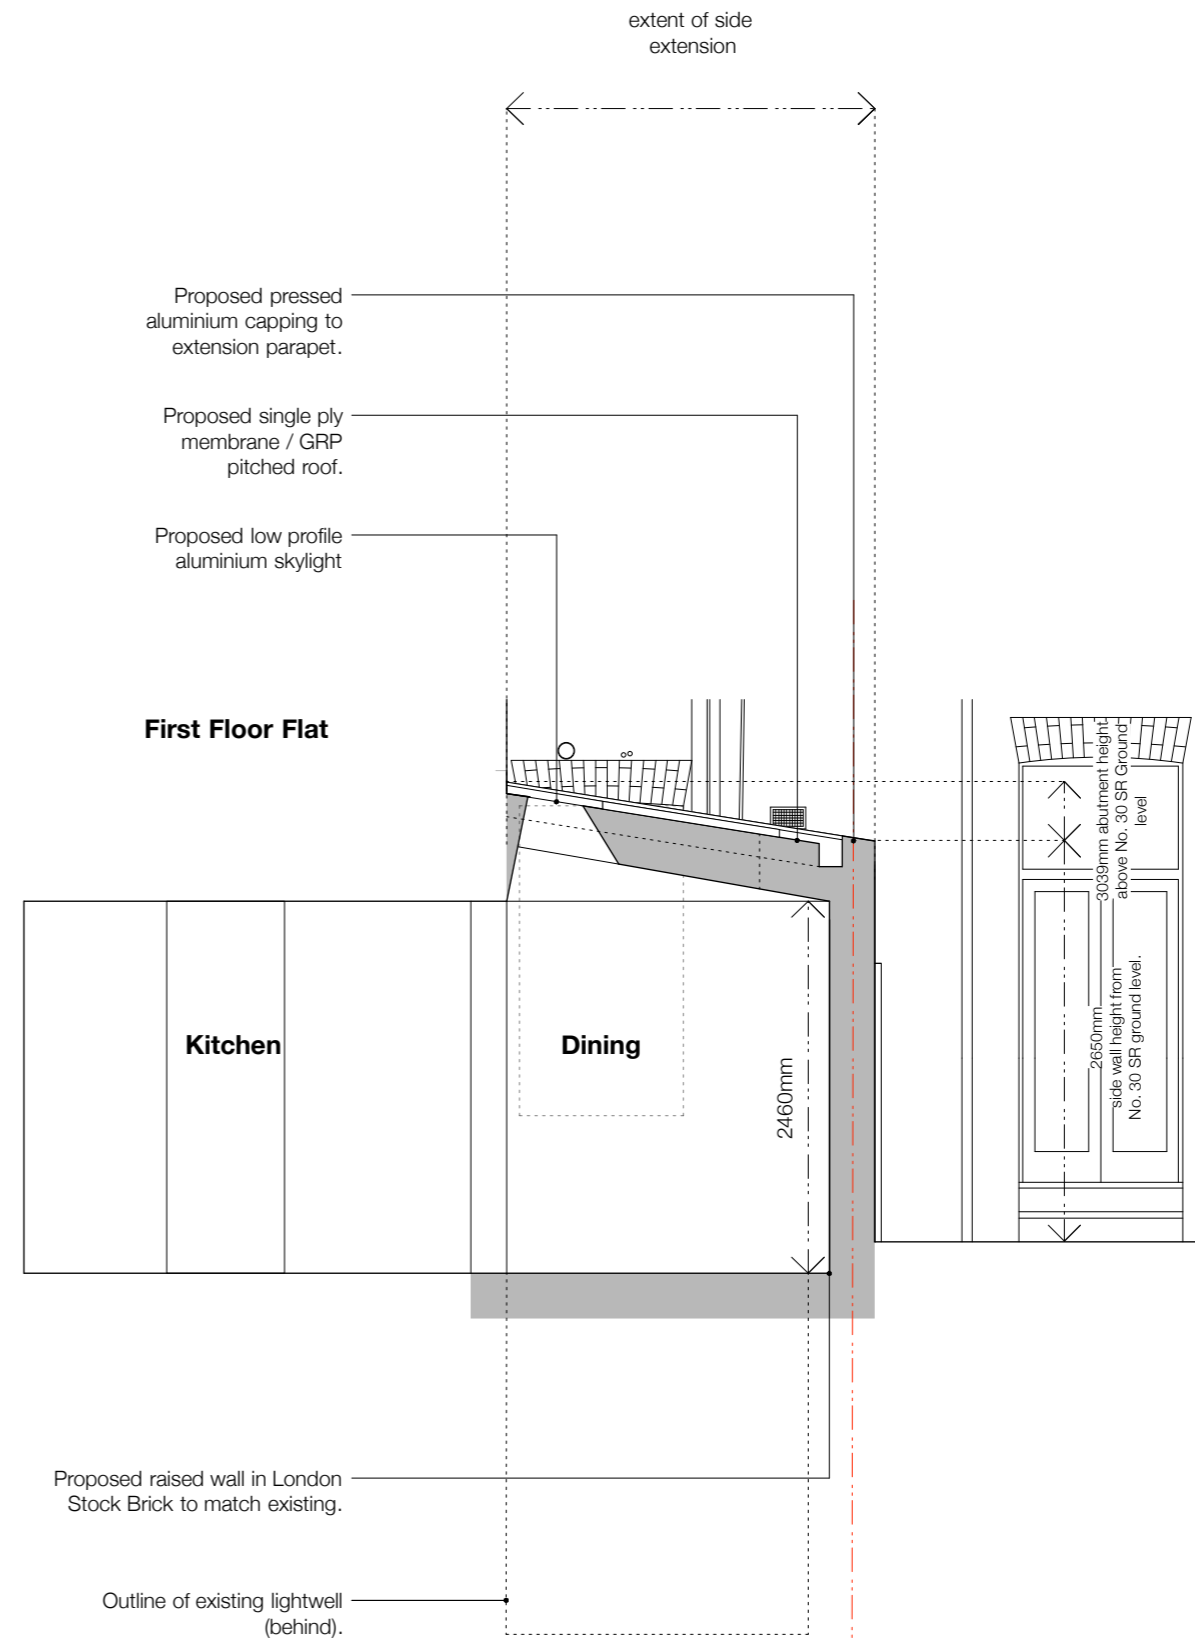 extent of side
extension
Proposed pressed
aluminium capping to
extension parapet.
Proposed single ply
membrane / GRP
pitched roof.
Proposed low profile
aluminium skylight
First Floor Flat
3039mm abutment height
above No. 30 SR Ground
level
Kitchen
Dining
2460mm
2650mm
side wall height from
No. 30 SR ground level.
Proposed raised wall in London
Stock Brick to match existing.
Outline of existing lightwell
(behind).